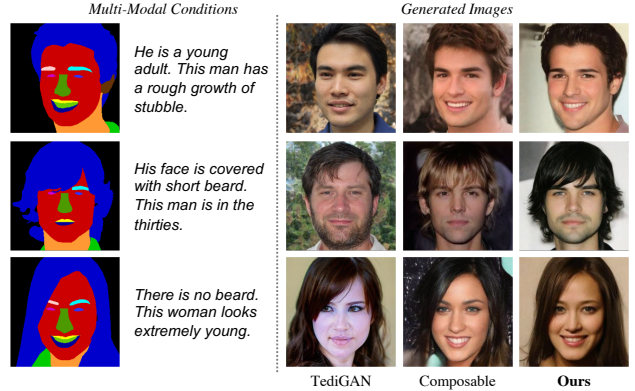 Multi-Modal Conditions
Generated Images
He is a young
adult. This man has
a rough growth of
stubble.
His face is covered
with short beard.
This man is in the
thirties.
There is no beard.
This woman looks
extremely young.
TediGAN
Composable
Ours